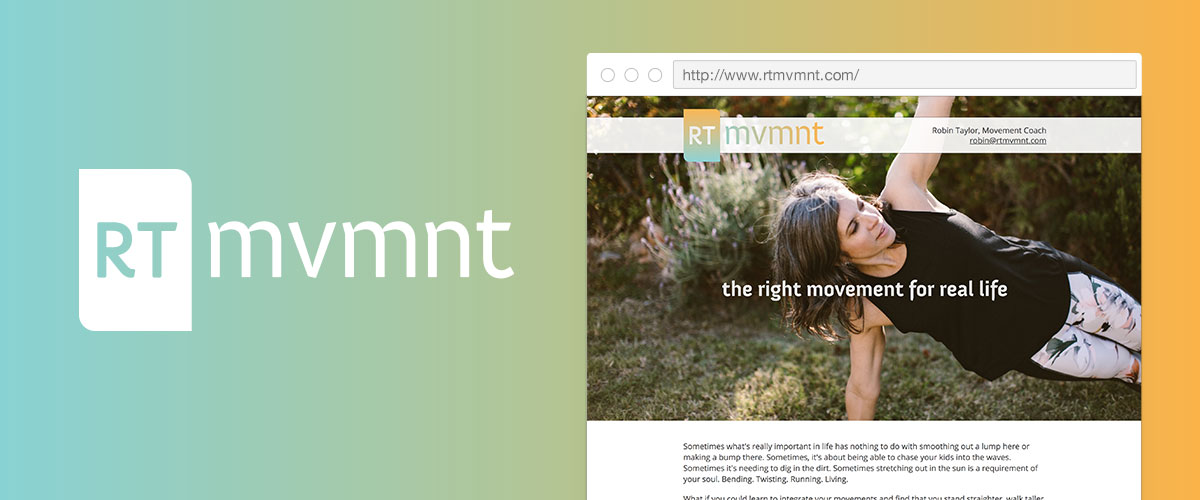 RT mvmnt
http://www.rtmvmnt.com/
RT mvmnt
Robin Taylor, Movement Coach
robin@rtmvmnt.com
the right movement for real life
Sometimes what's really important in life has nothing to do with smoothing out a lump here or
making a bump there. Sometimes, it's about being able to chase your kids into the waves.
Sometimes it's needing to dig in the dirt. Sometimes stretching out in the sun is a requirement of
your soul. Bending. Twisting. Running. Living.
What if you could learn to integrate your movements and find that you stand straighter, walk taller